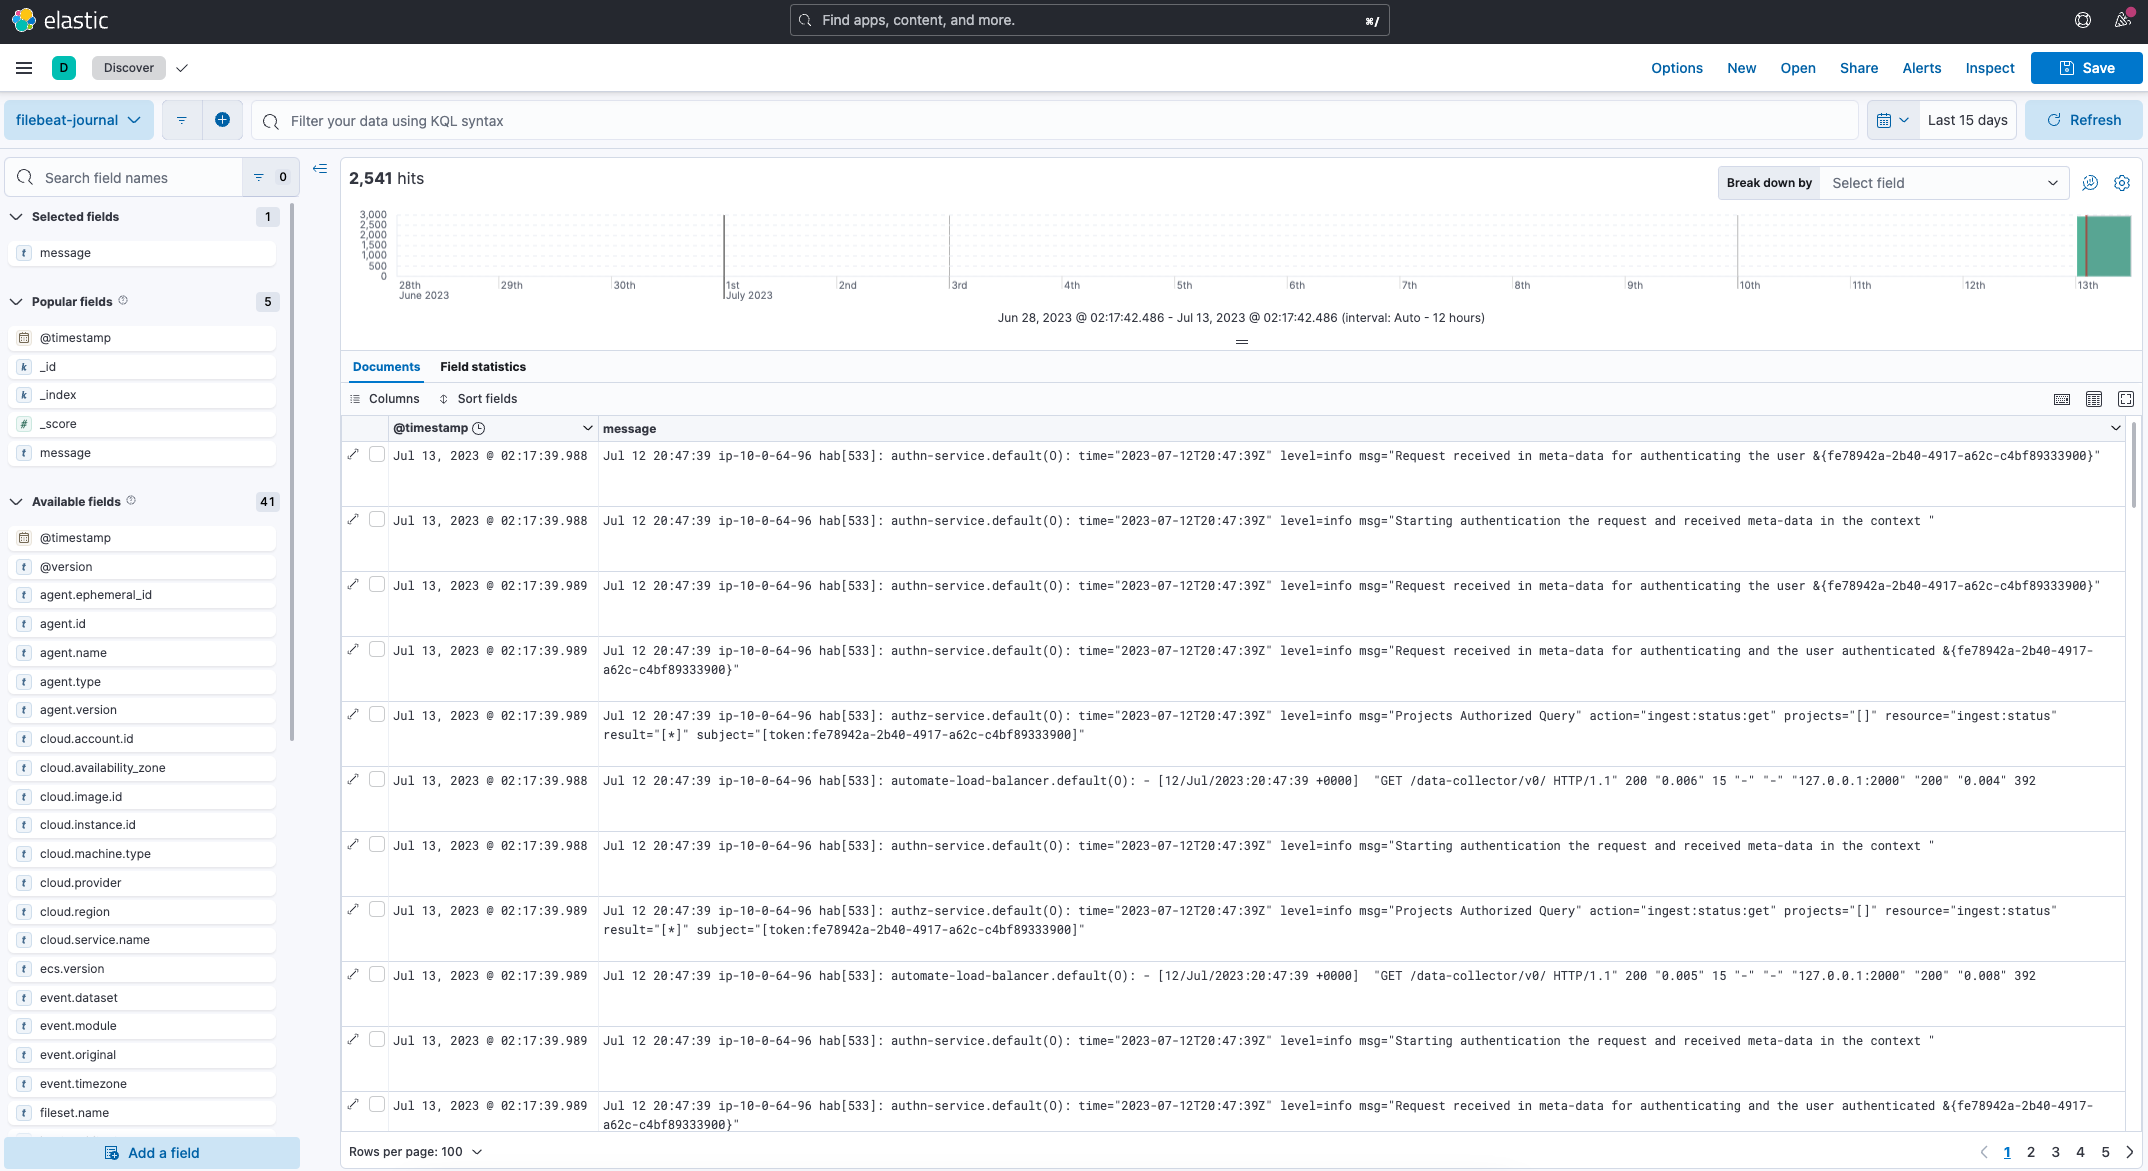 elastic
Find apps, content, and more.
⌘/
D
Discover
Options
New
Open
Share
Alerts
Inspect
Save
filebeat-journal
Filter your data using KQL syntax
Last 15 days
Refresh
Search field names
0
Selected fields
1
t message
Popular fields
5
@timestamp
k _id
k _index
# _score
t message
Available fields
41
@timestamp
t @version
t agent.ephemeral_id
t agent.id
t agent.name
t agent.type
t agent.version
t cloud.account.id
t cloud.availability_zone
t cloud.image.id
t cloud.instance.id
t cloud.machine.type
t cloud.provider
t cloud.region
t cloud.service.name
t ecs.version
t event.dataset
t event.module
t event.original
t event.timezone
t fileset.name
Add a field
2,541 hits
Break down by
Select field
3,000
2,500
2,000
1,500
1,000
500
0
28th 29th 30th 1st 2nd 3rd 4th 5th 6th 7th 8th 9th 10th 11th 12th 13th
June 2023 July 2023
Jun 28, 2023 @ 02:17:42.486 - Jul 13, 2023 @ 02:17:42.486 (interval: Auto - 12 hours)
Documents
Field statistics
Columns
Sort fields
@timestamp
message
Jul 13, 2023 @ 02:17:39.988 Jul 12 20:47:39 ip-10-0-64-96 hab[533]: authn-service.default(O): time="2023-07-12T20:47:39Z" level=info msg="Request received in meta-data for authenticating the user &{fe78942a-2b40-4917-a62c-c4bf89333900}"
Jul 13, 2023 @ 02:17:39.988 Jul 12 20:47:39 ip-10-0-64-96 hab[533]: authn-service.default(O): time="2023-07-12T20:47:39Z" level=info msg="Starting authentication the request and received meta-data in the context "
Jul 13, 2023 @ 02:17:39.989 Jul 12 20:47:39 ip-10-0-64-96 hab[533]: authn-service.default(O): time="2023-07-12T20:47:39Z" level=info msg="Request received in meta-data for authenticating the user &{fe78942a-2b40-4917-a62c-c4bf89333900}"
Jul 13, 2023 @ 02:17:39.989 Jul 12 20:47:39 ip-10-0-64-96 hab[533]: authn-service.default(O): time="2023-07-12T20:47:39Z" level=info msg="Request received in meta-data for authenticating and the user authenticated &{fe78942a-2b40-4917-
a62c-c4bf89333900}"
Jul 13, 2023 @ 02:17:39.989 Jul 12 20:47:39 ip-10-0-64-96 hab[533]: authz-service.default(O): time="2023-07-12T20:47:39Z" level=info msg="Projects Authorized Query" action="ingest:status:get" projects="[]" resource="ingest:status"
result="[*]" subject="[token:fe78942a-2b40-4917-a62c-c4bf89333900]"
Jul 13, 2023 @ 02:17:39.988 Jul 12 20:47:39 ip-10-0-64-96 hab[533]: automate-load-balancer.default(O): - [12/Jul/2023:20:47:39 +0000]  "GET /data-collector/v0/ HTTP/1.1" 200 "0.006" 15 "-" "-" "127.0.0.1:2000" "200" "0.004" 392
Jul 13, 2023 @ 02:17:39.988 Jul 12 20:47:39 ip-10-0-64-96 hab[533]: authn-service.default(O): time="2023-07-12T20:47:39Z" level=info msg="Starting authentication the request and received meta-data in the context "
Jul 13, 2023 @ 02:17:39.989 Jul 12 20:47:39 ip-10-0-64-96 hab[533]: authz-service.default(O): time="2023-07-12T20:47:39Z" level=info msg="Projects Authorized Query" action="ingest:status:get" projects="[]" resource="ingest:status"
result="[*]" subject="[token:fe78942a-2b40-4917-a62c-c4bf89333900]"
Jul 13, 2023 @ 02:17:39.989 Jul 12 20:47:39 ip-10-0-64-96 hab[533]: automate-load-balancer.default(O): - [12/Jul/2023:20:47:39 +0000]  "GET /data-collector/v0/ HTTP/1.1" 200 "0.005" 15 "-" "-" "127.0.0.1:2000" "200" "0.008" 392
Jul 13, 2023 @ 02:17:39.989 Jul 12 20:47:39 ip-10-0-64-96 hab[533]: authn-service.default(O): time="2023-07-12T20:47:39Z" level=info msg="Starting authentication the request and received meta-data in the context "
Jul 13, 2023 @ 02:17:39.989 Jul 12 20:47:39 ip-10-0-64-96 hab[533]: authn-service.default(O): time="2023-07-12T20:47:39Z" level=info msg="Request received in meta-data for authenticating and the user authenticated &{fe78942a-2b40-4917-
a62c-c4bf89333900}"
Rows per page: 100
1 2 3 4 5